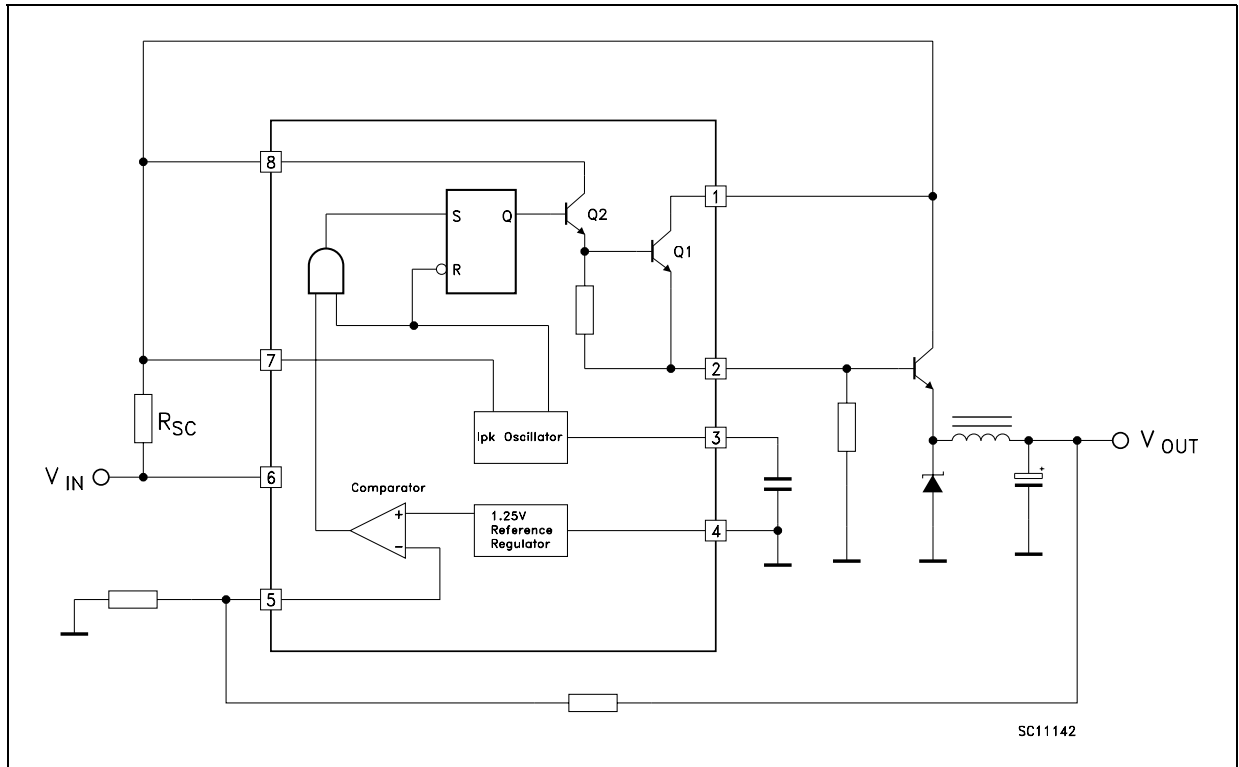 8
1
S Q
Q2
Q1
R
7
2
RSC
Ipk Oscillator
3
VOUT
+
VIN
6
Comparator
+
1.25V
Reference
Regulator
4
−
5
SC11142